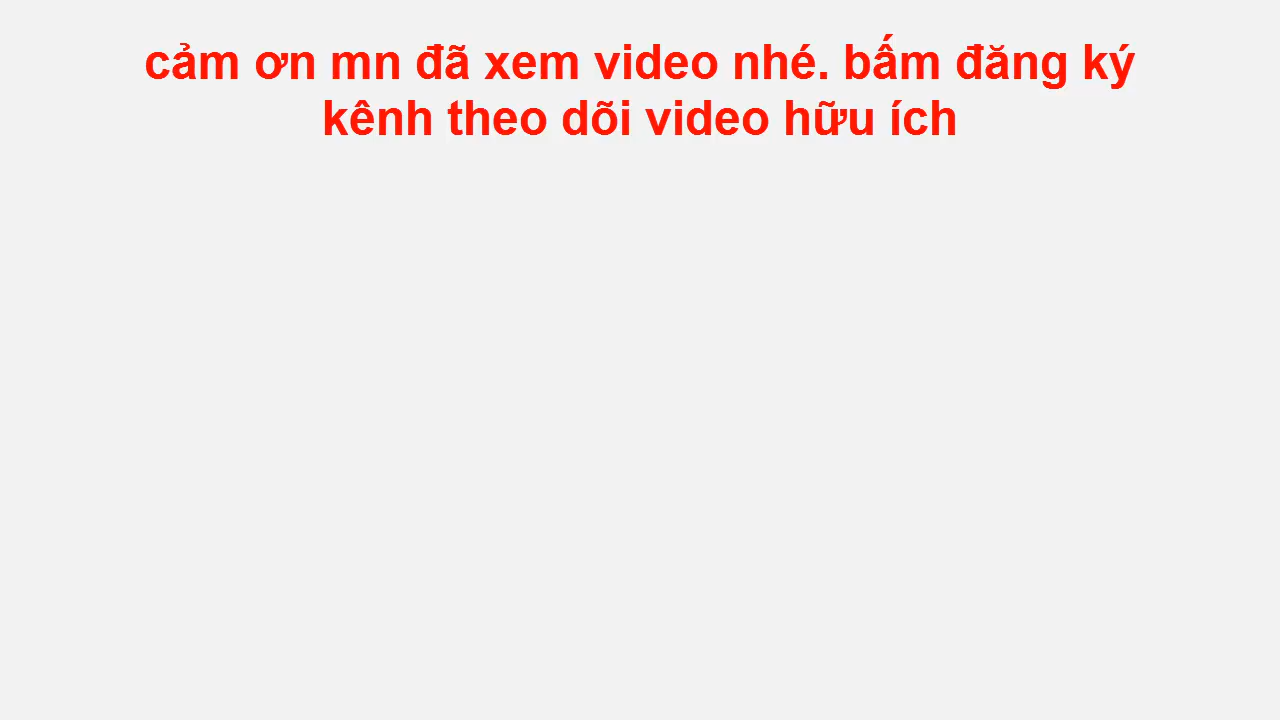 cảm ơn mn đã xem video nhé. bấm đăng ký
kênh theo dõi video hữu ích